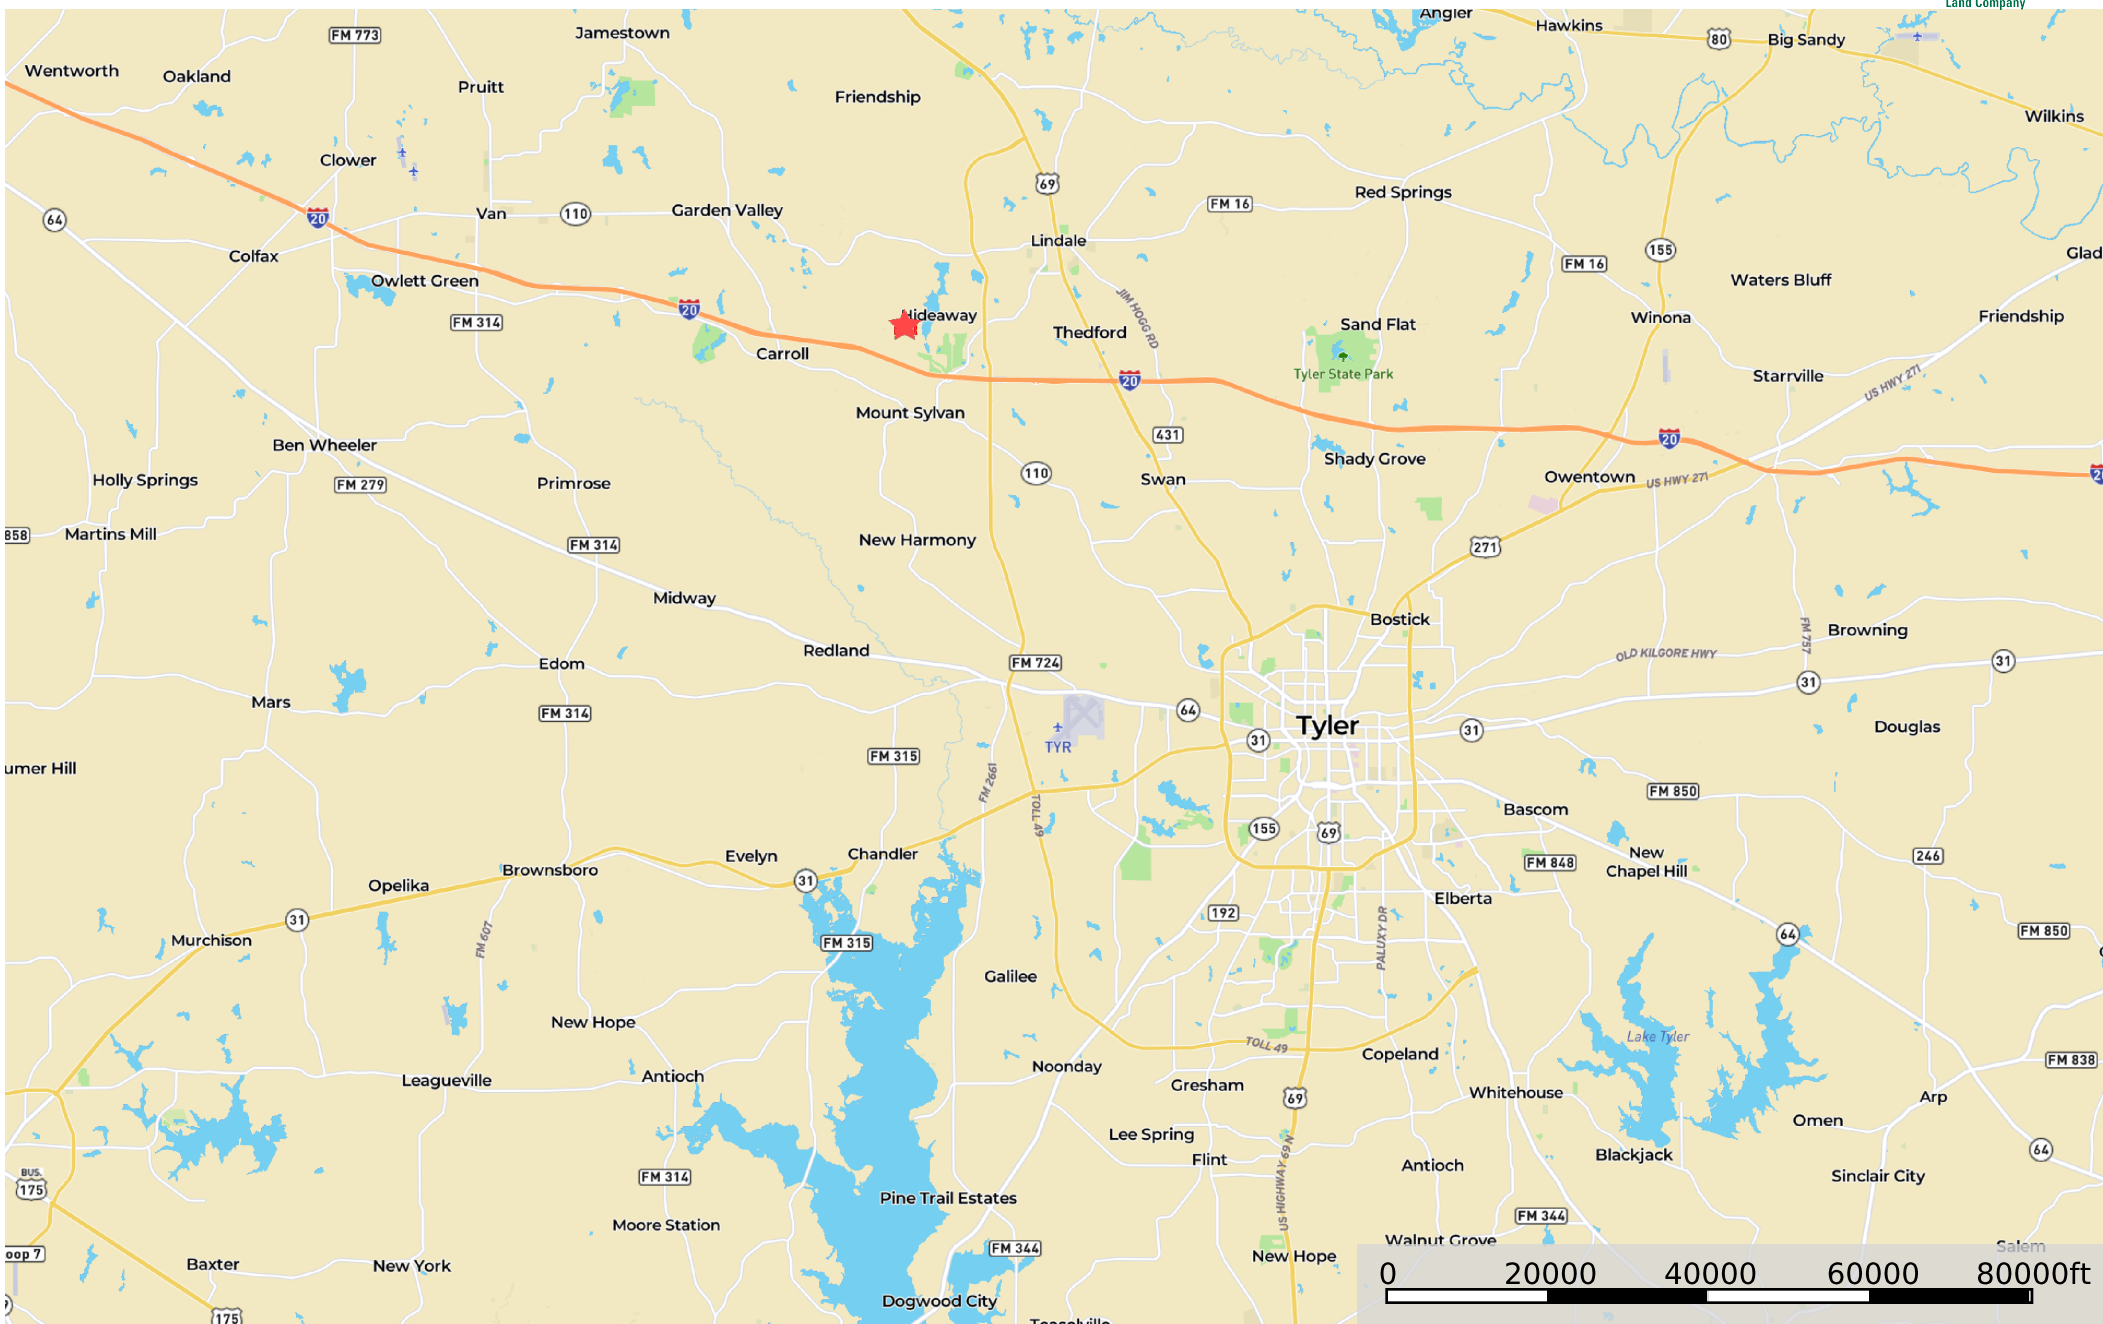 Land Company
Angler
Hawkins
80
Big Sandy
FM 773
Jamestown
Wentworth
Oakland
Pruitt
Friendship
Wilkins
Clower
69
Red Springs
64
20
Van
110
Garden Valley
FM 16
Lindale
155
Colfax
FM 16
Glad
Owlett Green
Waters Bluff
20
FM 314
Hideaway
JIM HOGG RD
Thedford
Sand Flat
Winona
Friendship
Carroll
20
Tyler State Park
Starrville
US HWY 271
Mount Sylvan
431
20
Ben Wheeler
110
Shady Grove
Holly Springs
FM 279
Primrose
Swan
Owentown
US HWY 271
858
Martins Mill
FM 314
New Harmony
271
Midway
Bostick
FM 757
Browning
Redland
OLD KILGORE HWY
Edom
FM 724
31
31
Mars
FM 314
64
Tyler
31
31
Douglas
TYR
FM 315
umer Hill
FM 2661
TOLL 49
FM 850
Bascom
155
69
Evelyn
Chandler
New
Chapel Hill
FM 848
246
Brownsboro
Opelika
31
31
Elberta
192
FM 607
PALUXY DR
Murchison
FM 315
64
FM 850
Galilee
New Hope
Lake Tyler
TOLL 49
Copeland
FM 838
Leagueville
Antioch
Noonday
Gresham
69
Whitehouse
Arp
Omen
Lee Spring
Flint
US HIGHWAY 69 N
Antioch
Blackjack
64
BUS.
175
FM 314
Sinclair City
Pine Trail Estates
Moore Station
FM 344
Walnut Grove
oop 7
Baxter
New York
FM 344
New Hope
Salem
0 20000 40000 60000 80000ft
Dogwood City
175